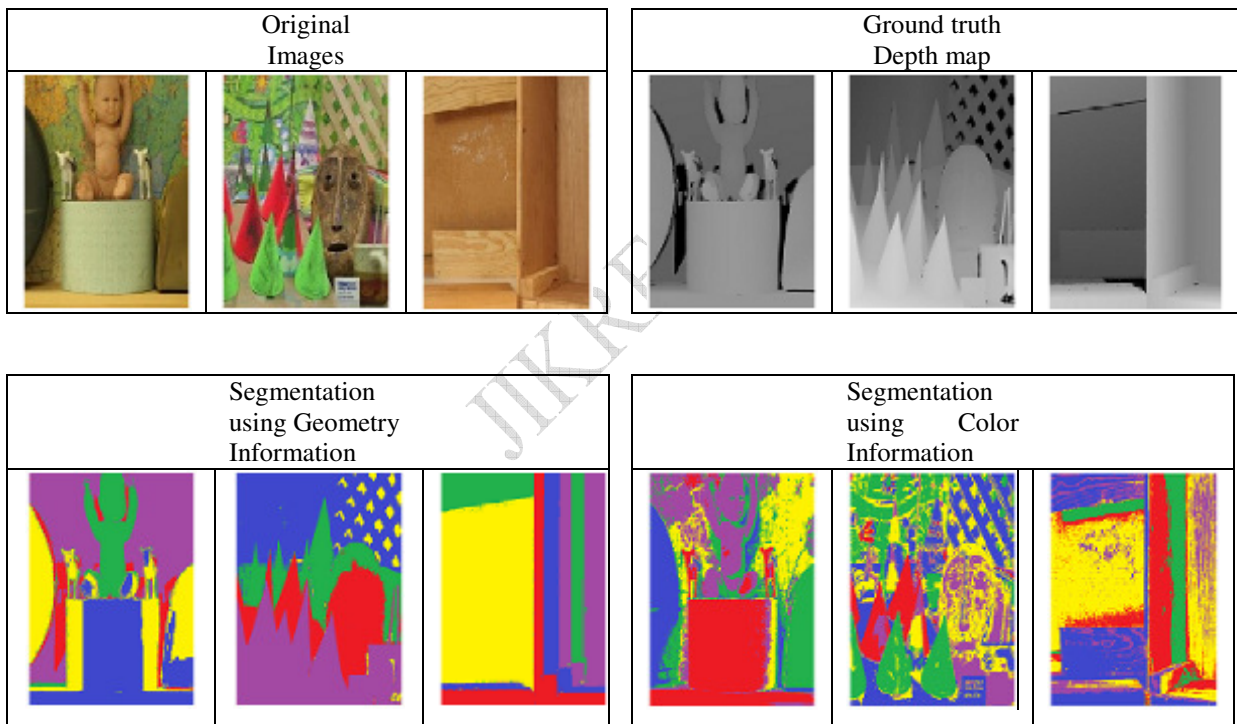 Original
Images
Ground truth
Depth map
Segmentation
using Geometry
Information
Segmentation
using Color
Information